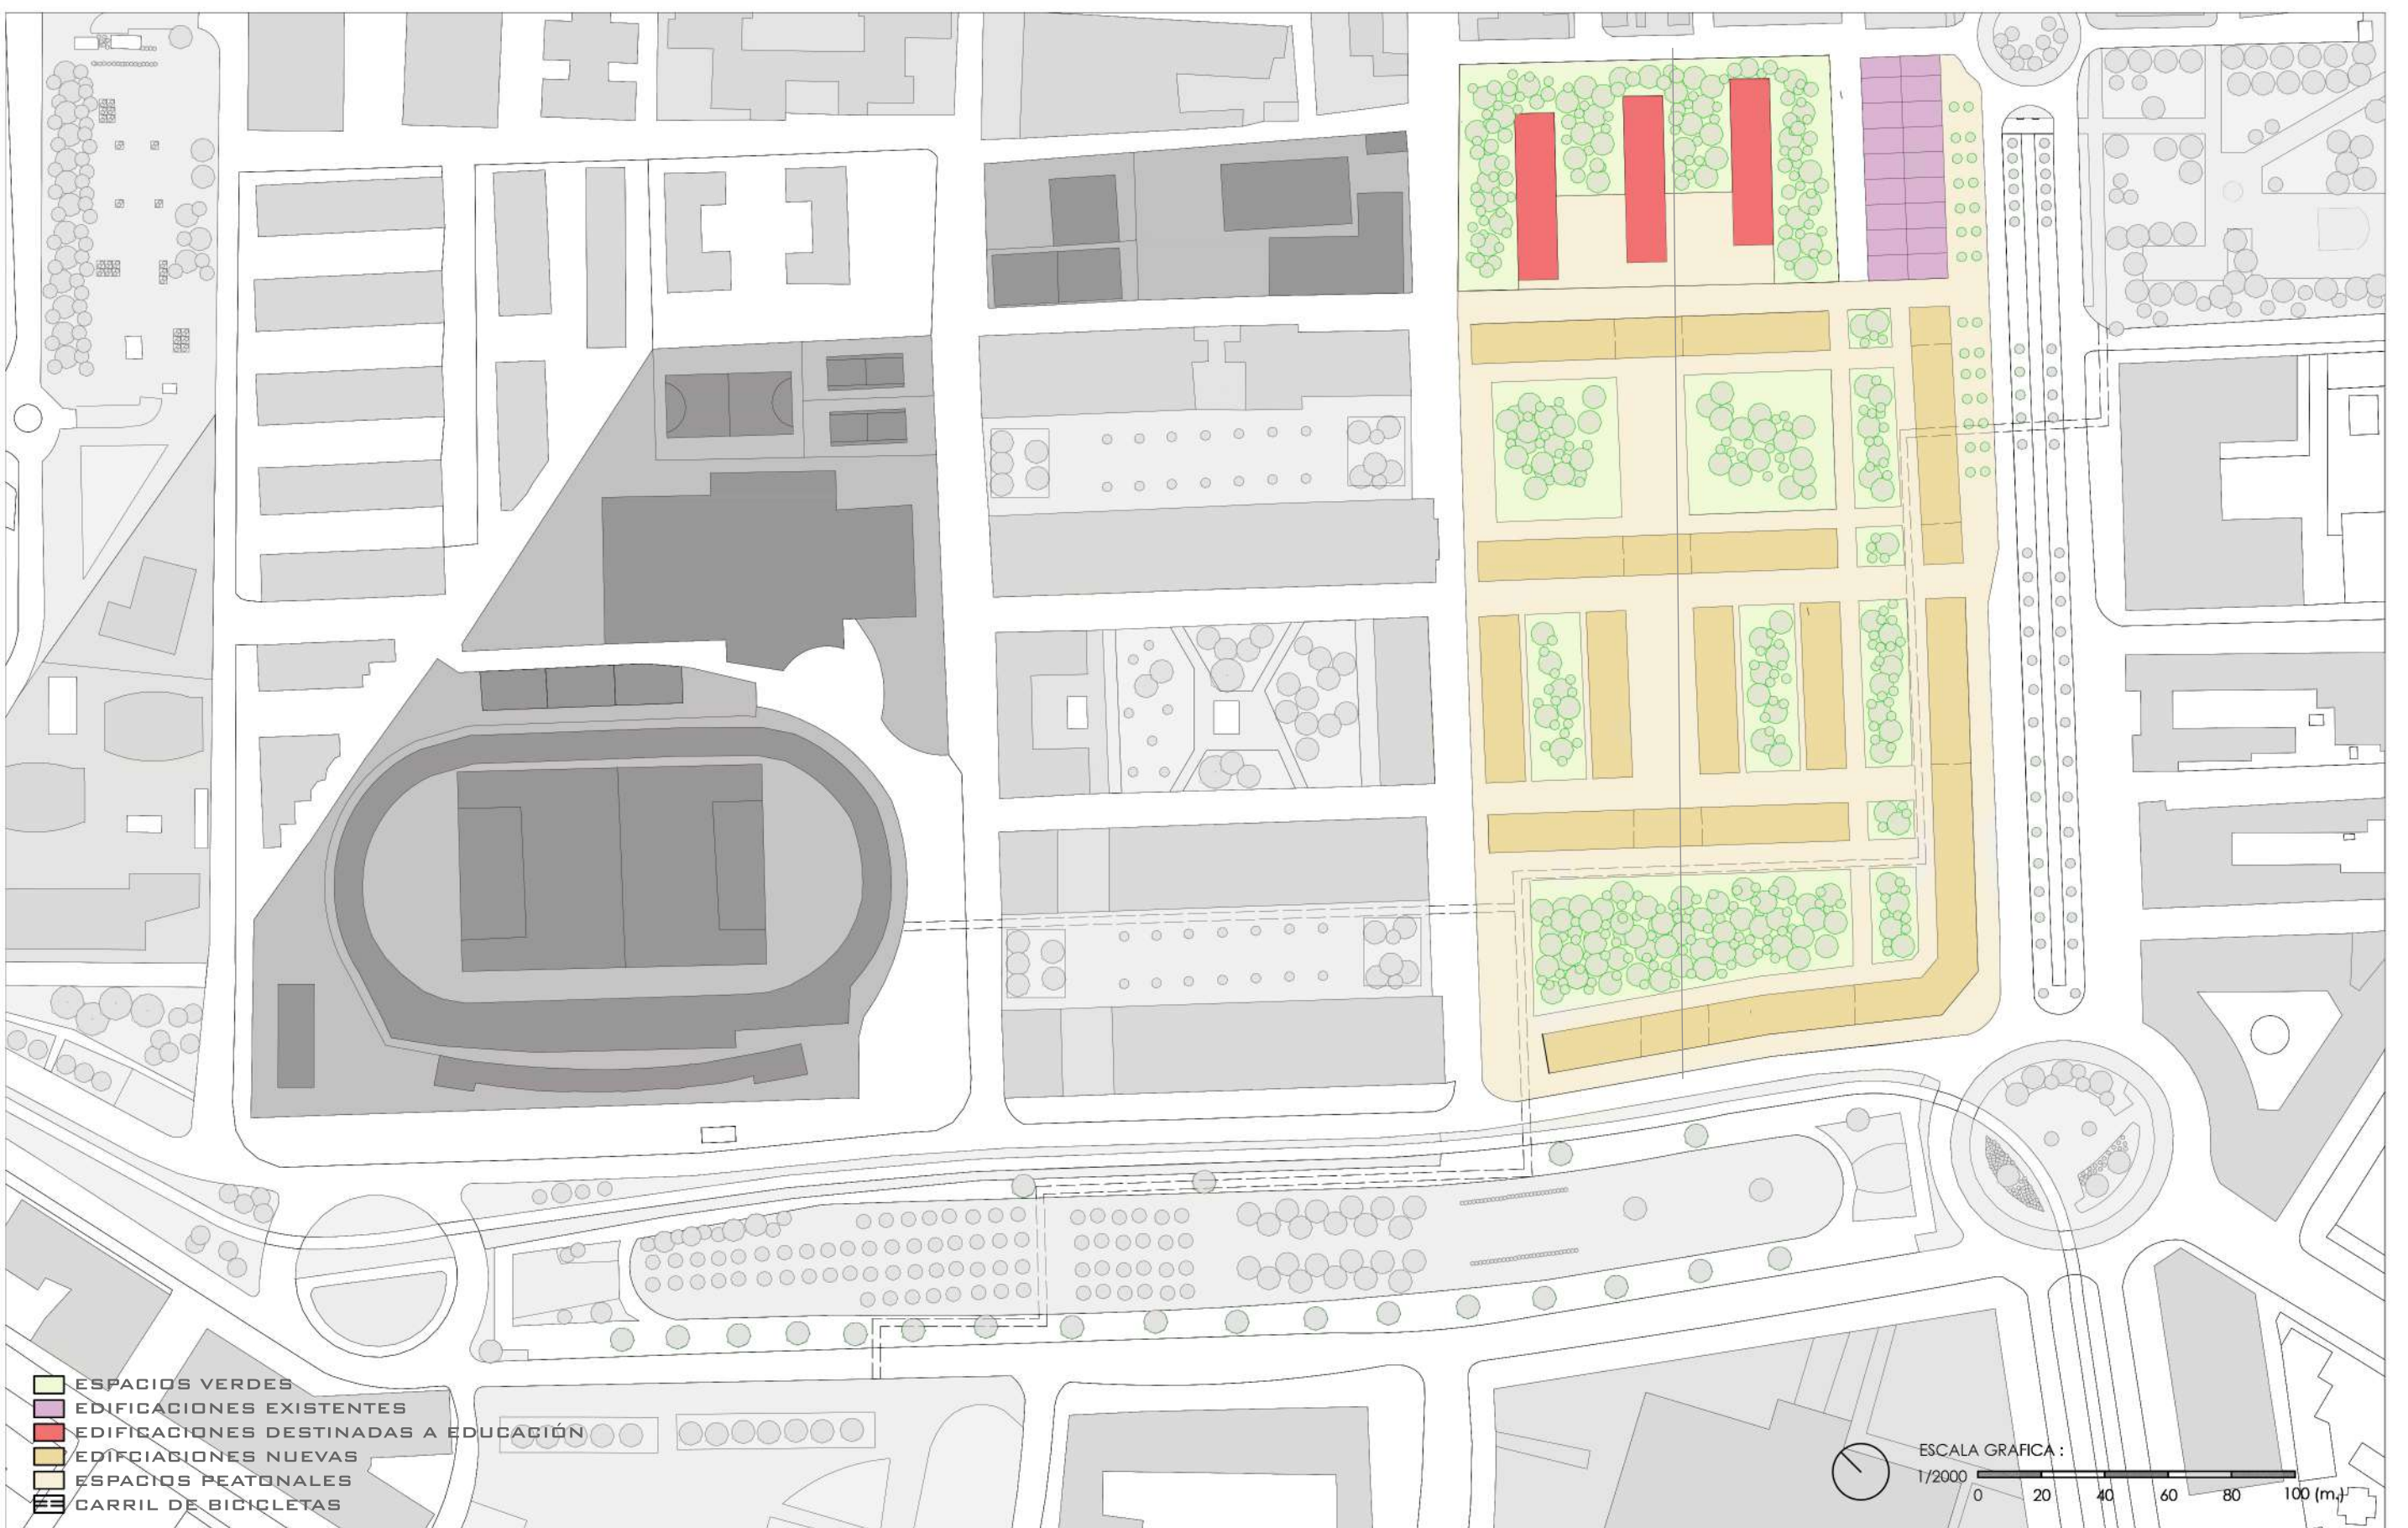 ESPACIOS VERDES
EDIFICACIONES EXISTENTES
EDIFICACIONES DESTINADAS A EDUCACIÓN
EDIFCIACIONES NUEVAS
ESPACIOS PEATONALES
CARRIL DE BICICLETAS
ESCALA GRAFICA :
1/2000
0 20 40 60 80 100 (m.)